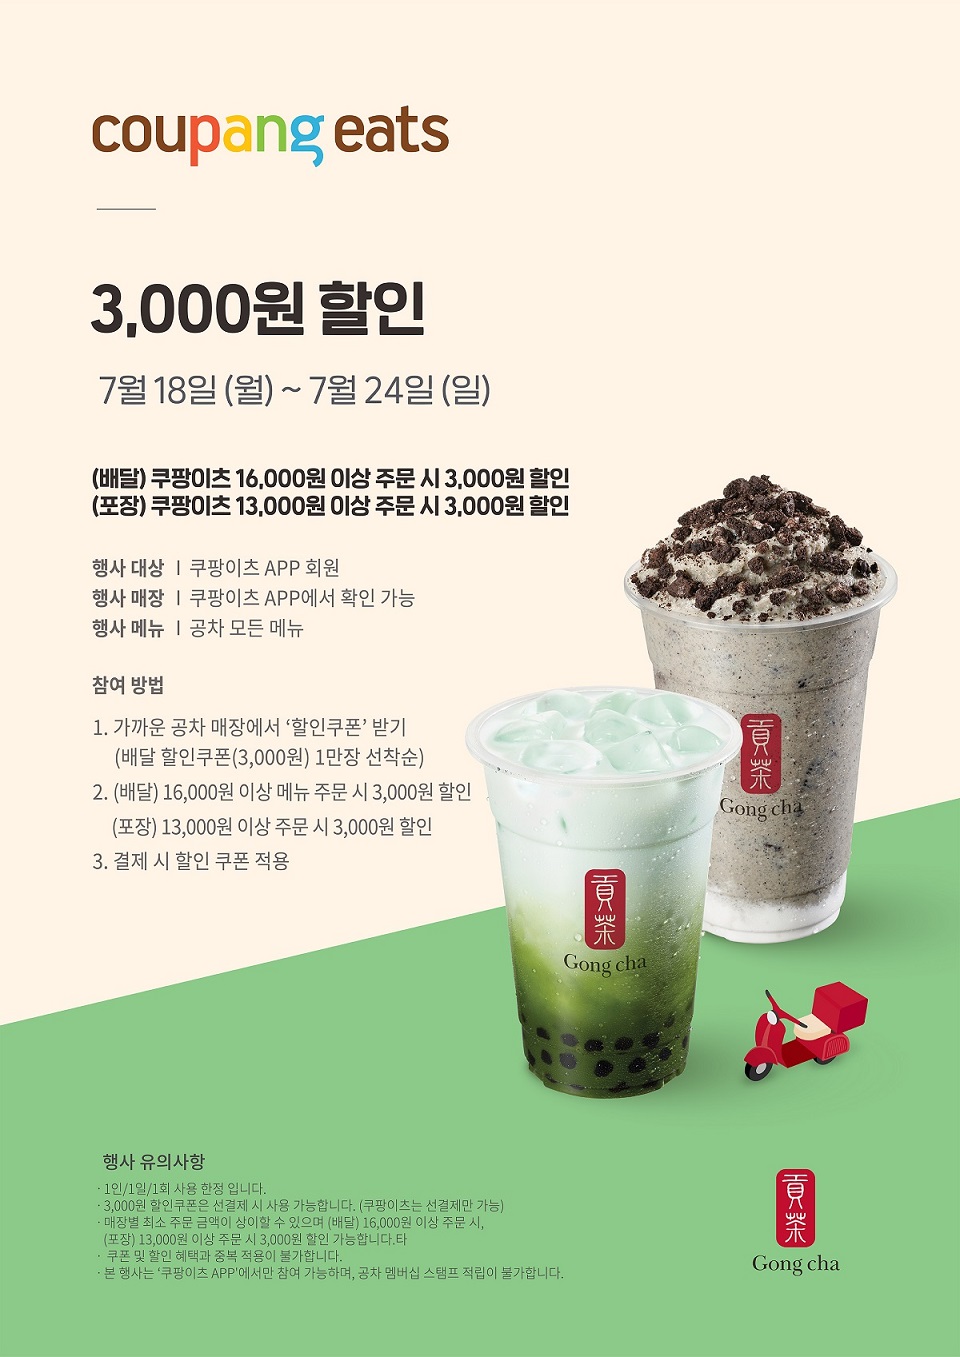 coupang eats
3,000원 할인
7월 18일 (월) ~ 7월 24일 (일)
(배달) 쿠팡이츠 16,000원 이상 주문 시 3,000원 할인
(포장) 쿠팡이츠 13,000원 이상 주문 시 3,000원 할인
행사 대상 ㅣ 쿠팡이츠 APP 회원
행사 매장 ㅣ 쿠팡이츠 APP에서 확인 가능
행사 메뉴 ㅣ 공차 모든 메뉴
참여 방법
1. 가까운 공차 매장에서 ‘할인쿠폰’ 받기
(배달 할인쿠폰(3,000원) 1만장 선착순)
2. (배달) 16,000원 이상 메뉴 주문 시 3,000원 할인
(포장) 13,000원 이상 주문 시 3,000원 할인
3. 결제 시 할인 쿠폰 적용
貢茶
Gong cha
貢茶
Gong cha
행사 유의사항
· 1인/1일/1회 사용 한정 입니다.
· 3,000원 할인쿠폰은 선결제 시 사용 가능합니다. (쿠팡이츠는 선결제만 가능)
· 매장별 최소 주문 금액이 상이할 수 있으며 (배달) 16,000원 이상 주문 시,
(포장) 13,000원 이상 주문 시 3,000원 할인 가능합니다.타
· 쿠폰 및 할인 혜택과 중복 적용이 불가합니다.
· 본 행사는 ‘쿠팡이츠 APP'에서만 참여 가능하며, 공차 멤버십 스탬프 적립이 불가합니다.
貢茶
Gong cha